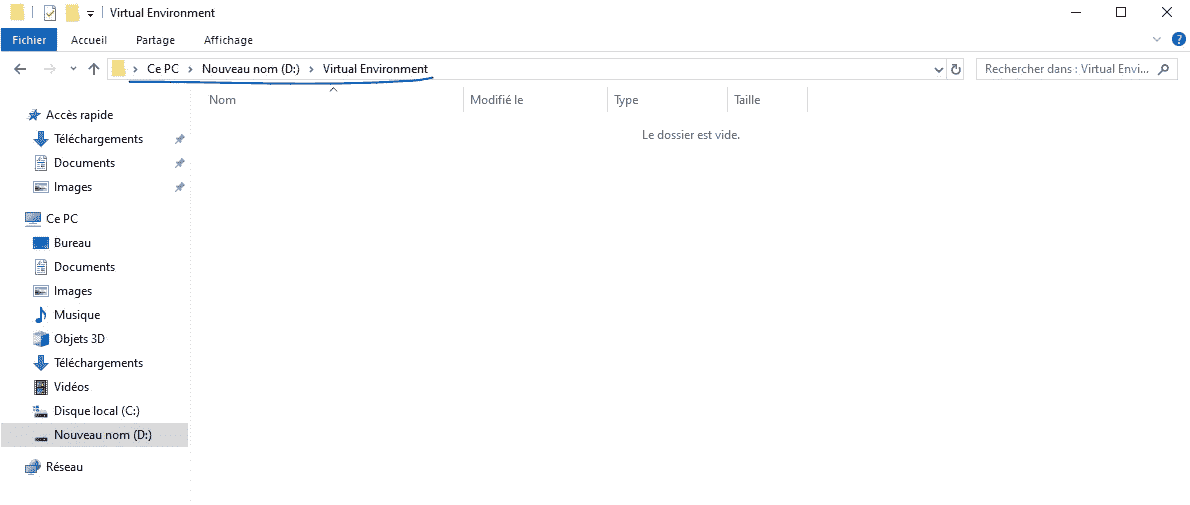 Virtual Environment
Fichier Accueil Partage Affichage
Ce PC Nouveau nom (D:) Virtual Environment
Rechercher dans : Virtual Envi...
Nom Modifié le Type Taille
Le dossier est vide.
Accès rapide
Téléchargements
Documents
Images
Ce PC
Bureau
Documents
Images
Musique
Objets 3D
Téléchargements
Vidéos
Disque local (C:)
Nouveau nom (D:)
Réseau